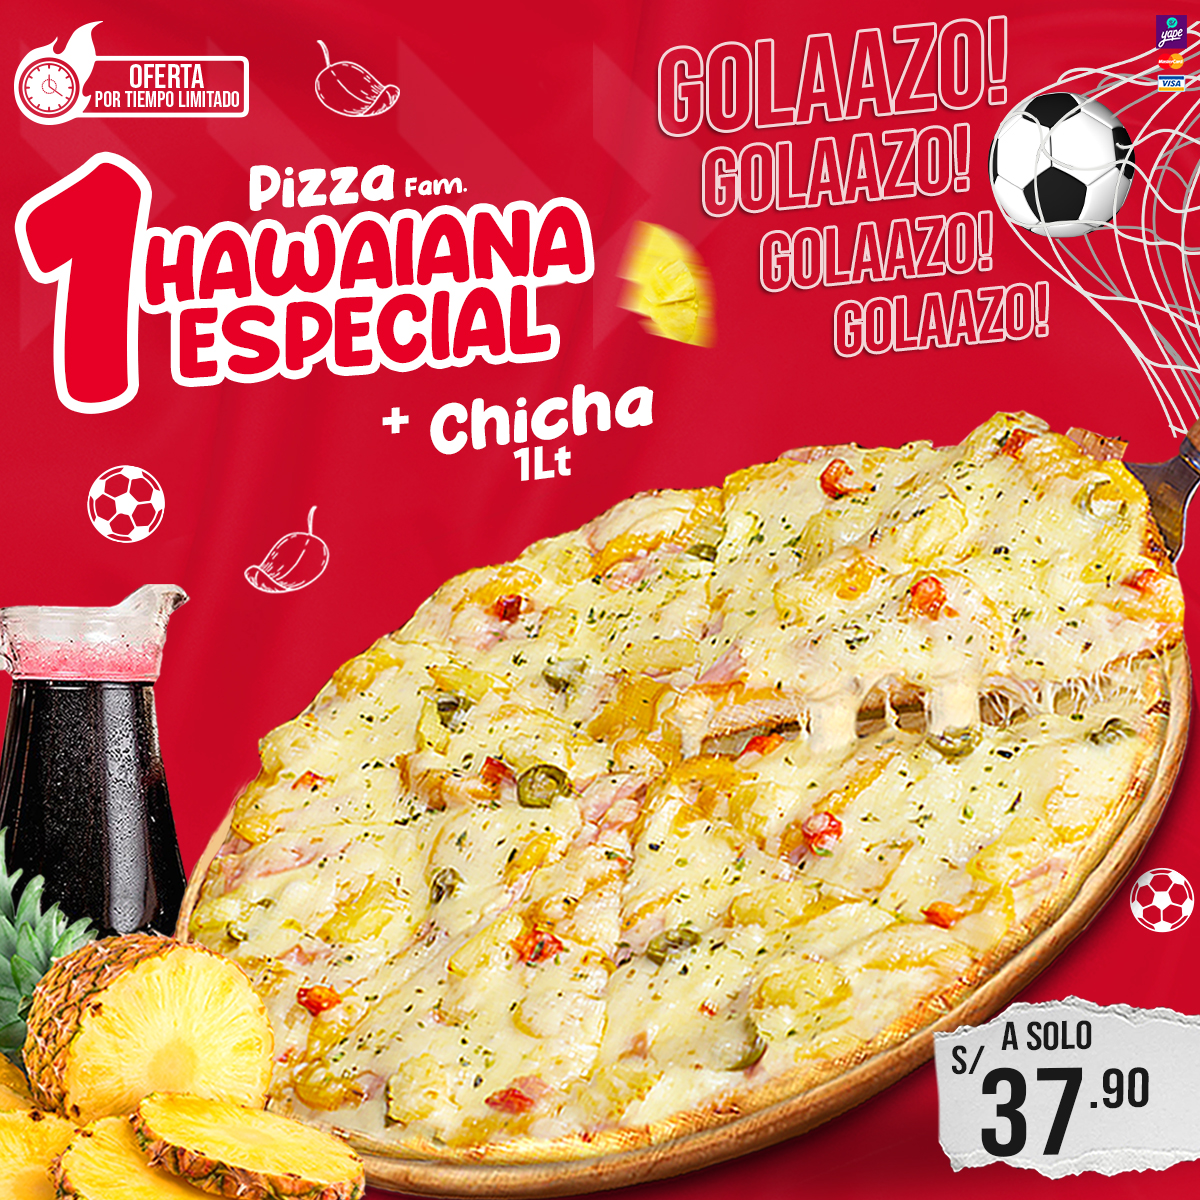 OFERTA
POR TIEMPO LIMITADO
GOLAAZO!
GOLAAZO!
GOLAAZO!
GOLAAZO!
yape
MasterCard
VISA
Pizza Fam.
1 HAWAIANA
ESPECIAL
+ Chicha
1Lt
A SOLO
S/ 37.90